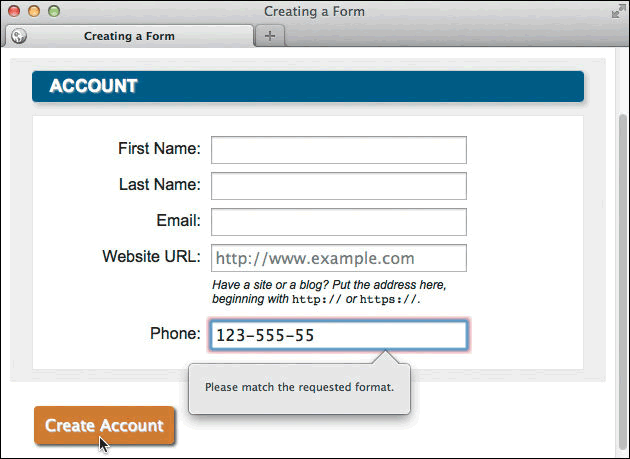 Creating a Form
Creating a Form
ACCOUNT
First Name:
Last Name:
Email:
Website URL: http://www.example.com
Have a site or a blog? Put the address here,
beginning with http:// or https://.
Phone: 123-555-55
Please match the requested format.
Create Account